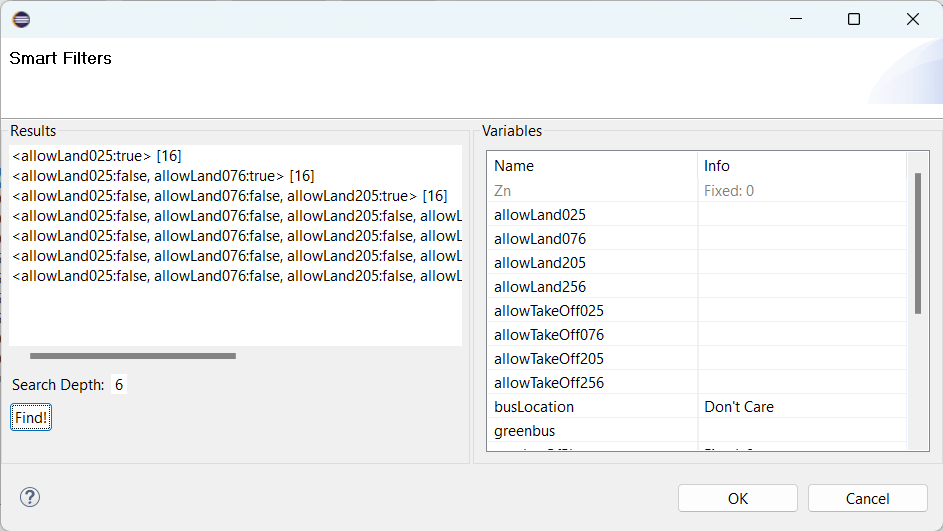 Smart Filters
Results
<allowLand025:true> [16]
<allowLand025:false, allowLand076:true> [16]
<allowLand025:false, allowLand076:false, allowLand205:true> [16]
<allowLand025:false, allowLand076:false, allowLand205:false, allowL
<allowLand025:false, allowLand076:false, allowLand205:false, allowL
<allowLand025:false, allowLand076:false, allowLand205:false, allowL
<allowLand025:false, allowLand076:false, allowLand205:false, allowL
Search Depth: 6
Find!
Variables
Name Info
Zn Fixed: 0
allowLand025
allowLand076
allowLand205
allowLand256
allowTakeOff025
allowTakeOff076
allowTakeOff205
allowTakeOff256
busLocation Don't Care
greenbus
?
OK Cancel